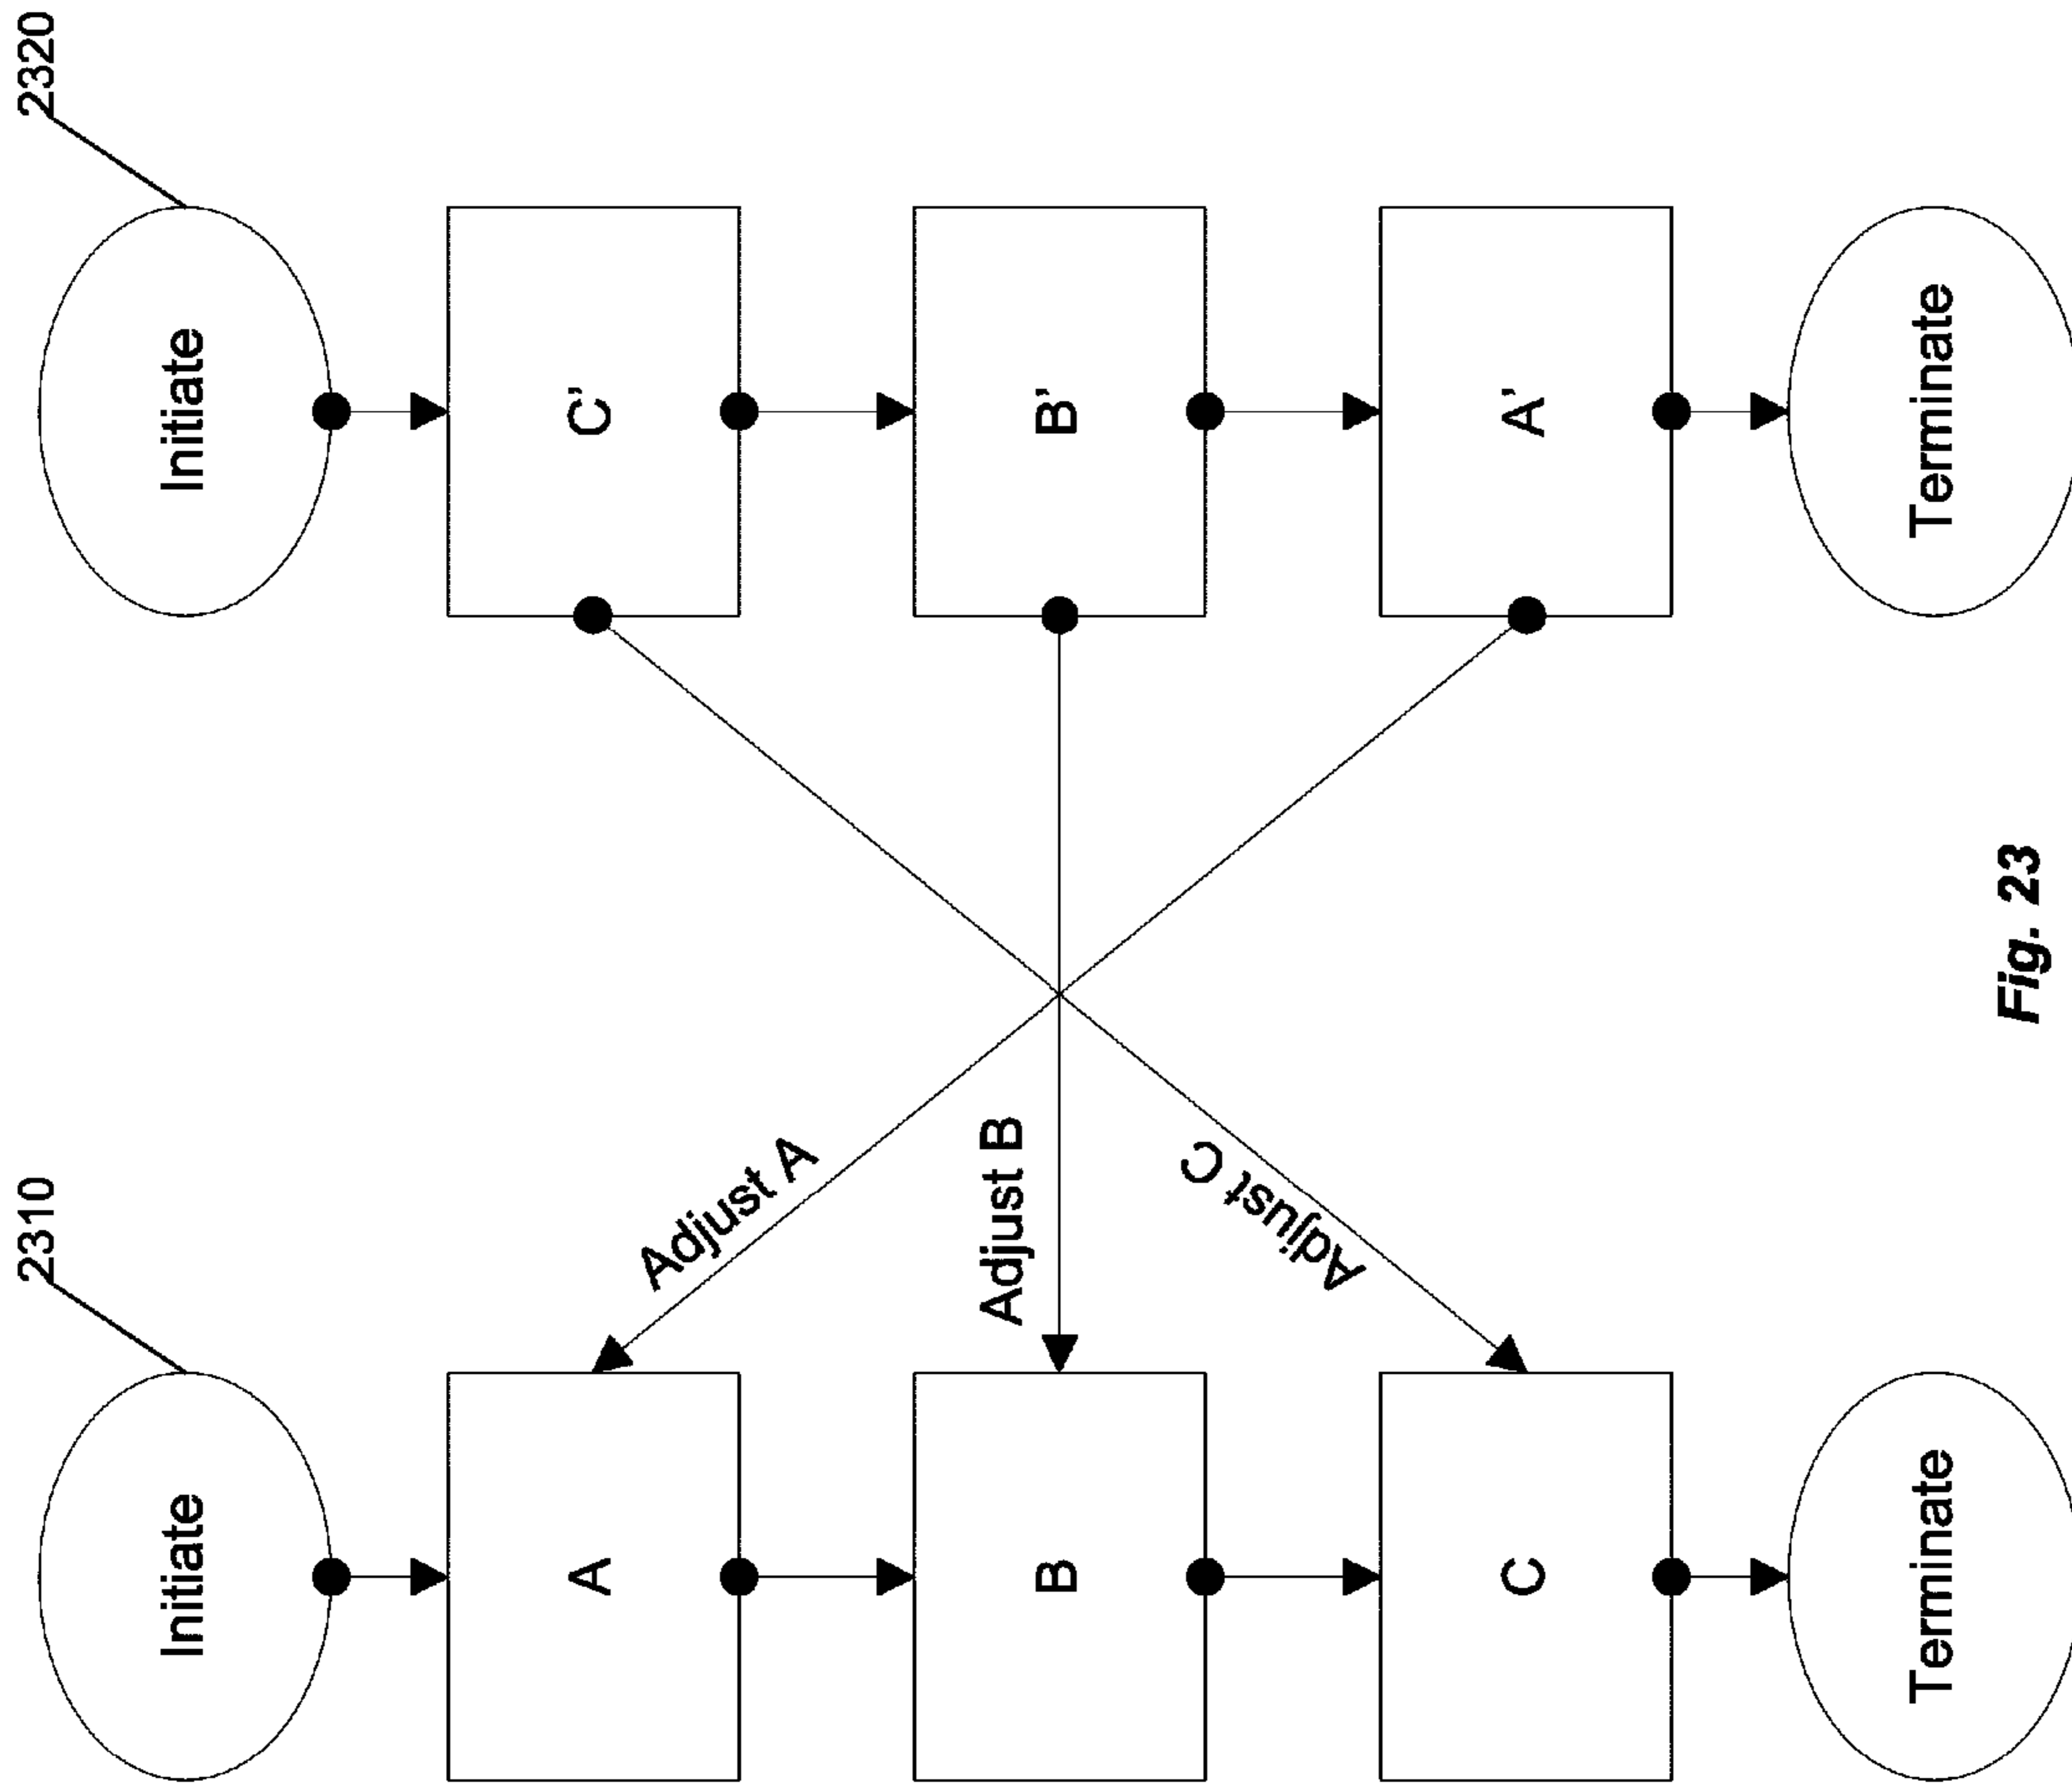 2310
2320
Initiate
Initiate
A
C'
Adjust A
Adjust B
B
B'
Adjust C
C
A'
Terminate
Terminate
Fig. 23